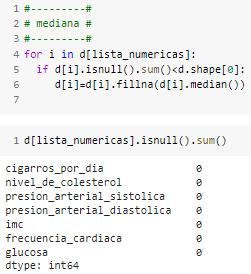 1 #---------#
2 # mediana #
3 #---------#
4 for i in d[lista_numericas]:
5   if d[i].isnull().sum()<d.shape[0]:
6     d[i]=d[i].fillna(d[i].median())
7
1 d[lista_numericas].isnull().sum()
cigarros_por_dia 0
nivel_de_colesterol 0
presion_arterial_sistolica 0
presion_arterial_diastolica 0
imc 0
frecuencia_cardiaca 0
glucosa 0
dtype: int64